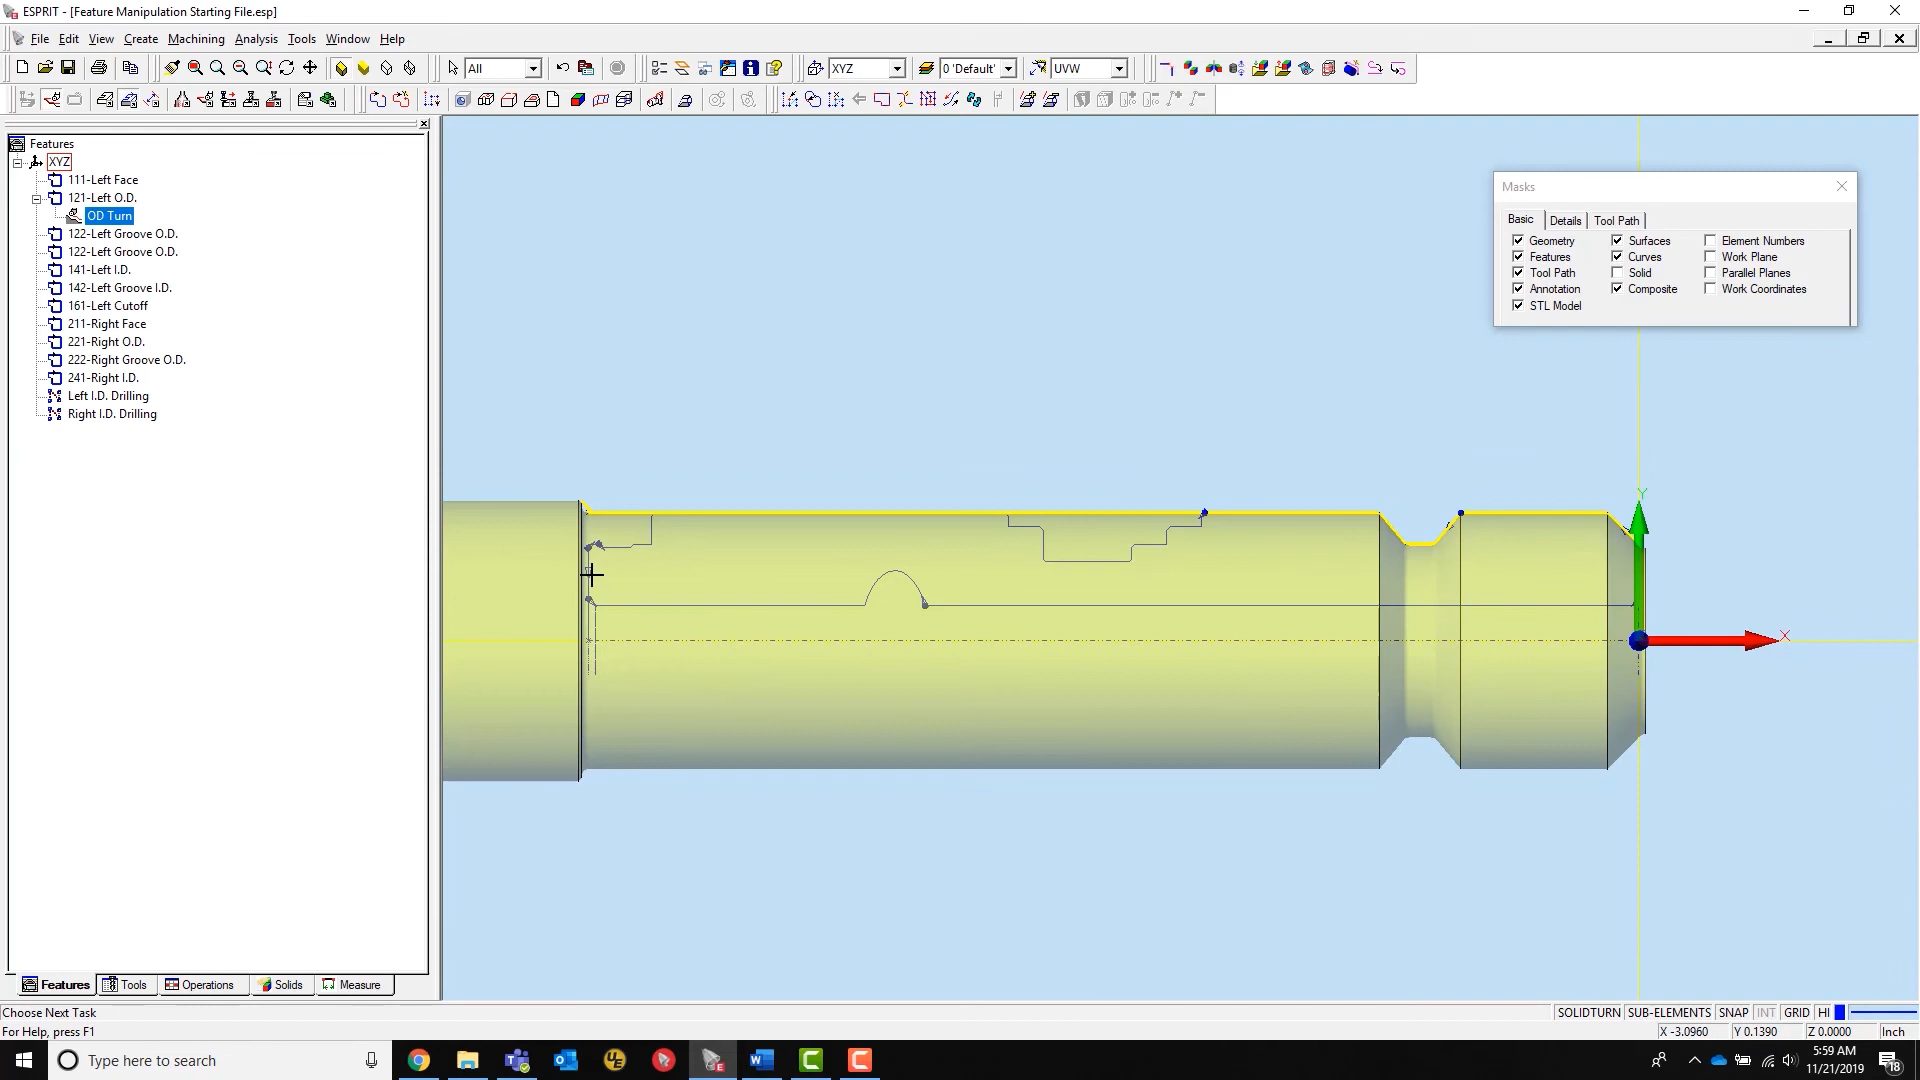 ESPRIT - [Feature Manipulation Starting File.esp]
File Edit View Create Machining Analysis Tools Window Help
All XYZ 0 'Default' UVW
Features
XYZ
111-Left Face
121-Left O.D.
OD Turn
122-Left Groove O.D.
122-Left Groove O.D.
141-Left I.D.
142-Left Groove I.D.
161-Left Cutoff
211-Right Face
221-Right O.D.
222-Right Groove O.D.
241-Right I.D.
Left I.D. Drilling
Right I.D. Drilling
Masks
Basic Details Tool Path
Geometry Surfaces Element Numbers
Features Curves Work Plane
Tool Path Solid Parallel Planes
Annotation Composite Work Coordinates
STL Model
Y
X
Features Tools Operations Solids Measure
Choose Next Task
SOLIDTURN SUB-ELEMENTS SNAP INT GRID HI
For Help, press F1
X -3.0960 Y 0.1390 Z 0.0000 Inch
Type here to search
5:59 AM
11/21/2019
18